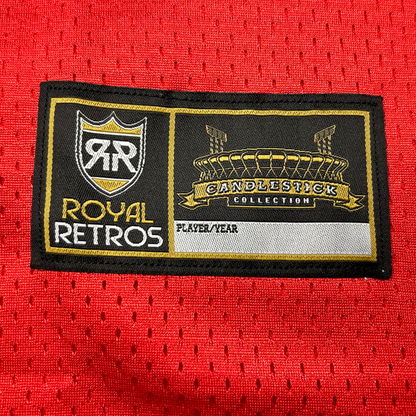 RR
ROYAL
RETROS
CANDLESTICK
COLLECTION
PLAYER/YEAR